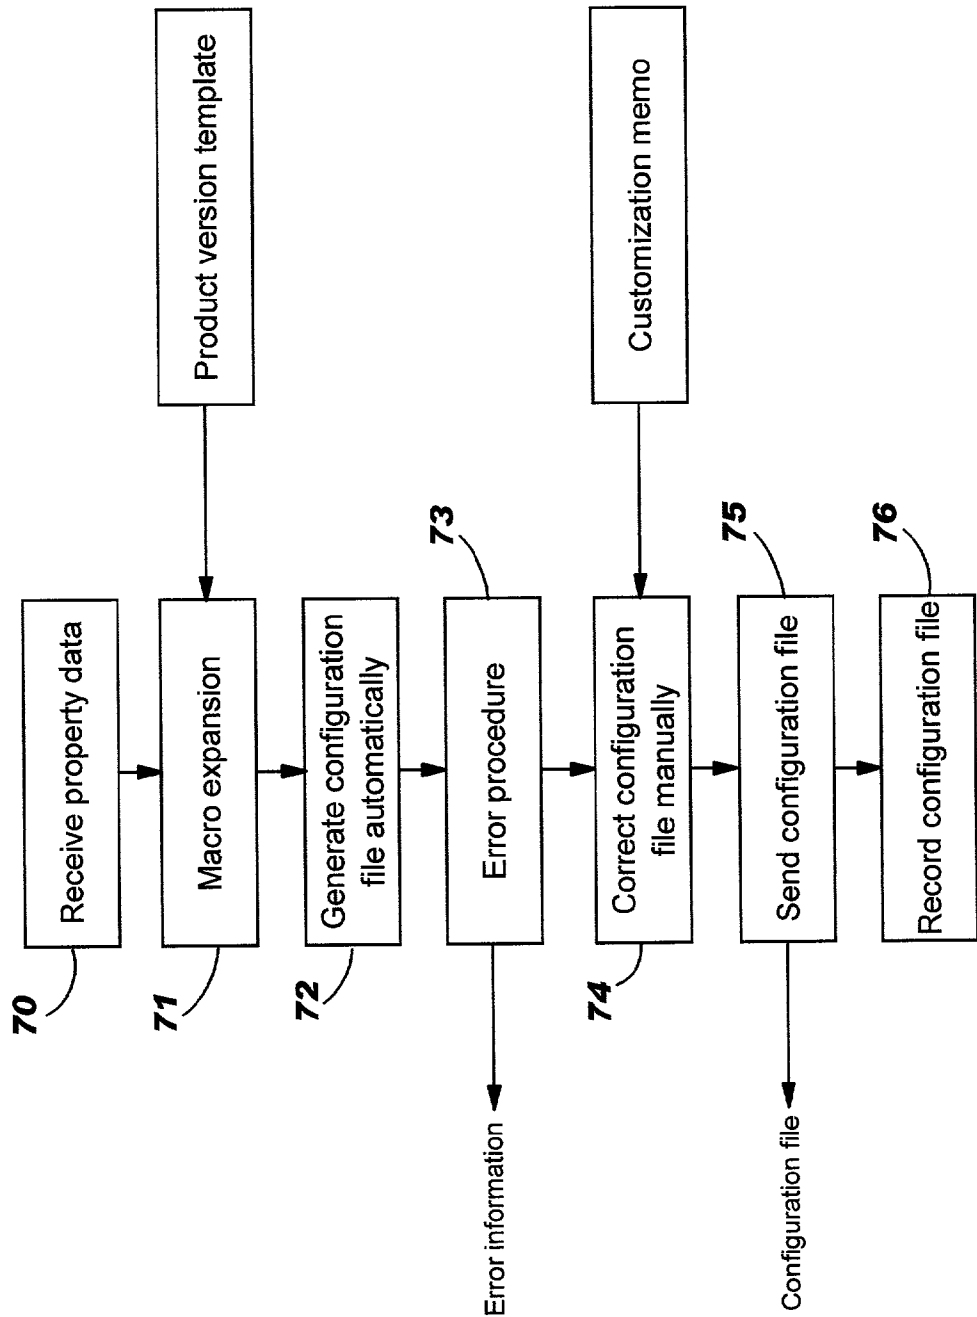 70
Receive property data
71
Macro expansion
Product version template
72
Generate configuration
file automatically
73
Error procedure
Error information
74
Correct configuration
file manually
Customization memo
75
Send configuration file
Configuration file
76
Record configuration file